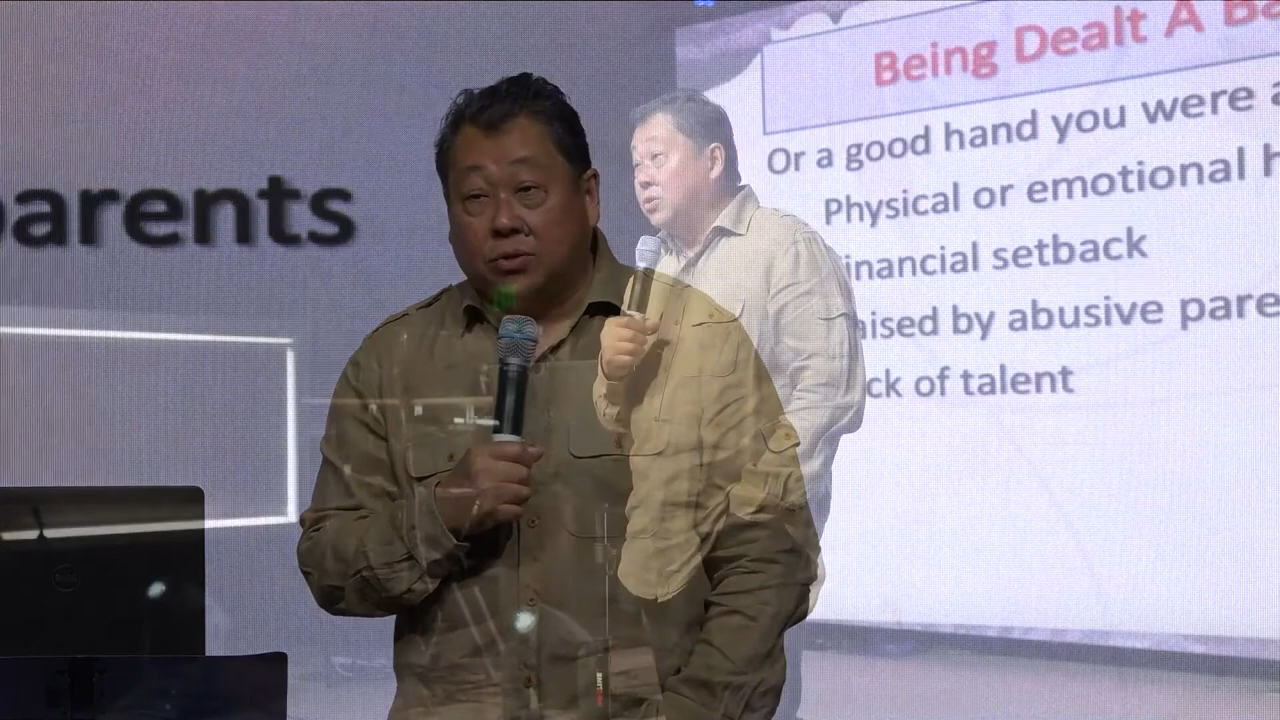 parents
Being Dealt A
Or a good hand you were
Physical or emotional
inancial setback
aised by abusive pare
ck of talent